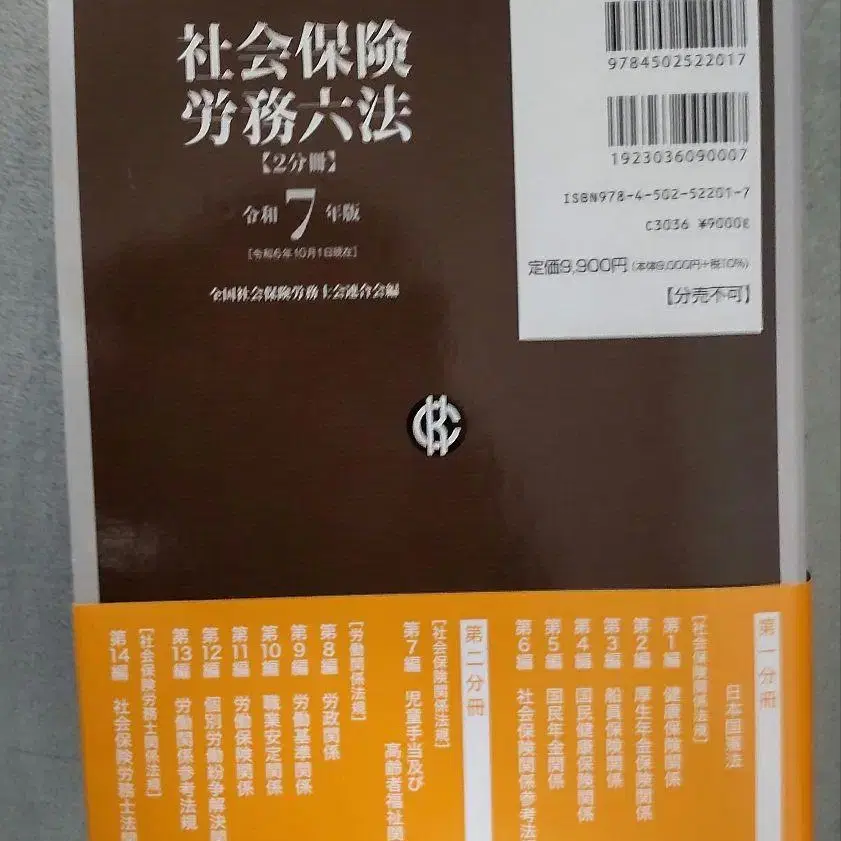 社会保険
労務六法
【2分冊】
令和7年版
［令和6年10月1日現在］
全国社会保険労務士会連合会編
9784502522017
1923036090007
ISBN978-4-502-52201-7
C3036 ¥9000E
定価9,900円(本体9,000円+税10%)
【分売不可】
第一分冊
日本国憲法
［社会保険関係法規］
第1編 健康保険関係
第2編 厚生年金保険関係
第3編 船員保険関係
第4編 国民健康保険関係
第5編 国民年金関係
第6編 社会保険関係参考法
第二分冊
［社会保険関係法規］
第7編 児童手当及び
高齢者福祉関
［労働関係法規］
第8編 労政関係
第9編 労働基準関係
第10編 職業安定関係
第11編 労働保険関係
第12編 個別労働紛争解決関
第13編 労働関係参考法規
［社会保険労務士関係法規］
第14編 社会保険労務士法関